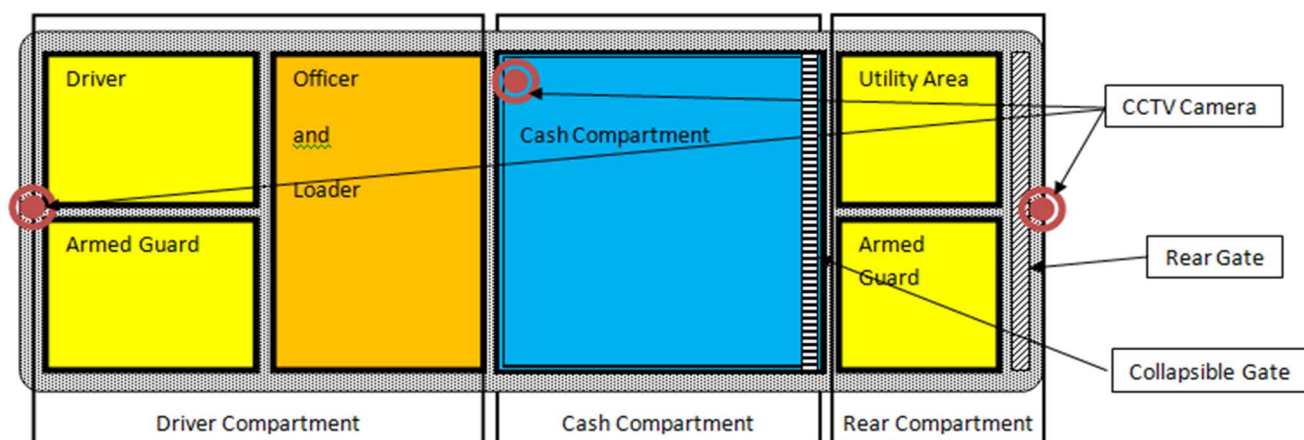 Driver
Officer
and
Loader
Armed Guard
Cash Compartment
Utility Area
Armed
Guard
CCTV Camera
Rear Gate
Collapsible Gate
Driver Compartment
Cash Compartment
Rear Compartment